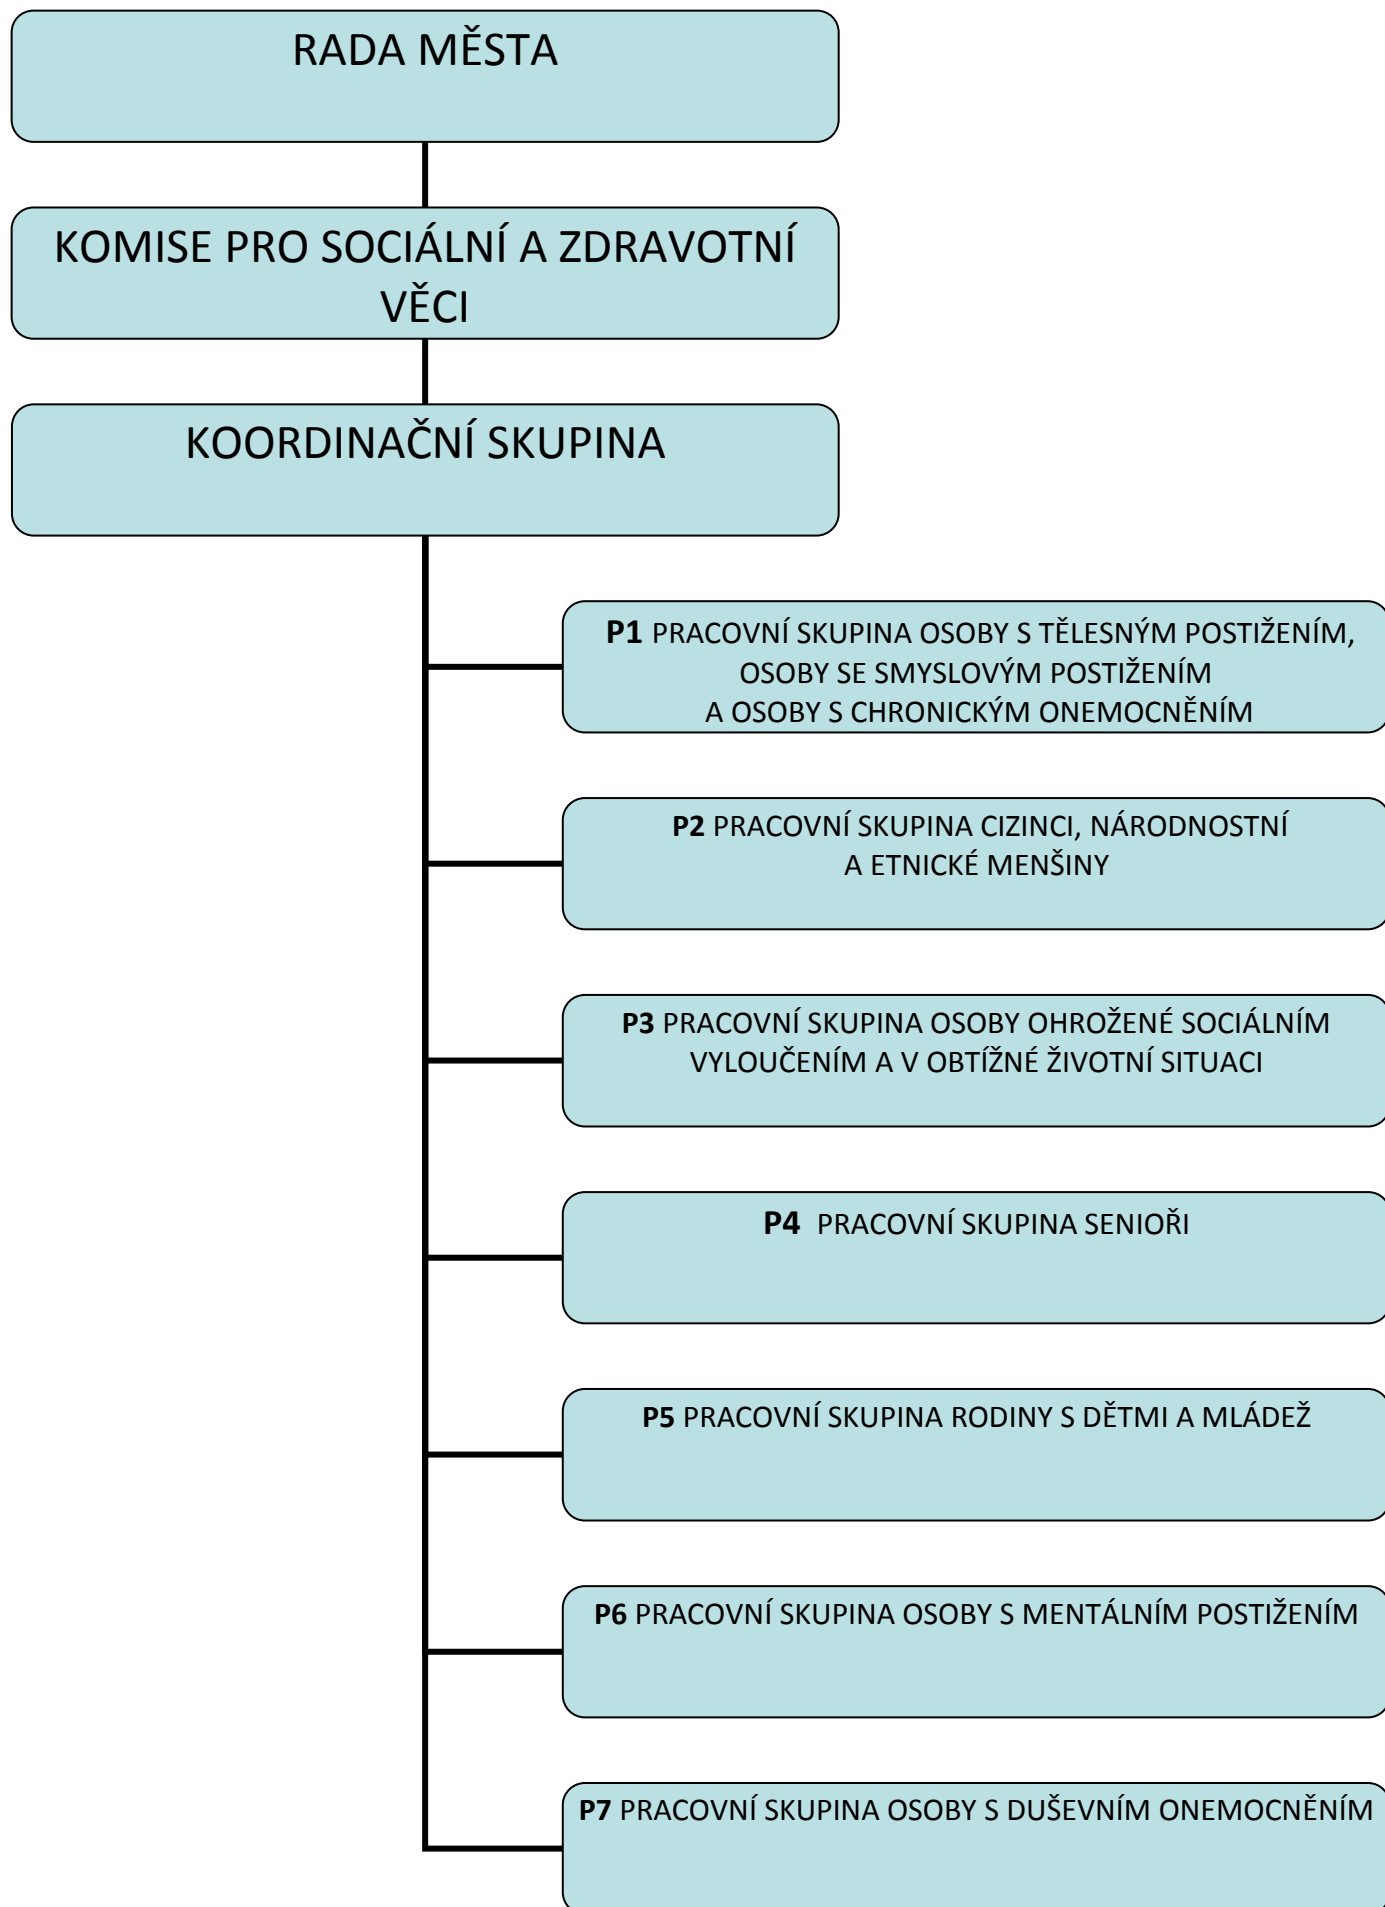 RADA MĚSTA
KOMISE PRO SOCIÁLNÍ A ZDRAVOTNÍ
VĚCI
KOORDINAČNÍ SKUPINA
P1 PRACOVNÍ SKUPINA OSOBY S TĚLESNÝM POSTIŽENÍM,
OSOBY SE SMYSLOVÝM POSTIŽENÍM
A OSOBY S CHRONICKÝM ONEMOCNĚNÍM
P2 PRACOVNÍ SKUPINA CIZINCI, NÁRODNOSTNÍ
A ETNICKÉ MENŠINY
P3 PRACOVNÍ SKUPINA OSOBY OHROŽENÉ SOCIÁLNÍM
VYLOUČENÍM A V OBTÍŽNÉ ŽIVOTNÍ SITUACI
P4 PRACOVNÍ SKUPINA SENIOŘI
P5 PRACOVNÍ SKUPINA RODINY S DĚTMI A MLÁDEŽ
P6 PRACOVNÍ SKUPINA OSOBY S MENTÁLNÍM POSTIŽENÍM
P7 PRACOVNÍ SKUPINA OSOBY S DUŠEVNÍM ONEMOCNĚNÍM